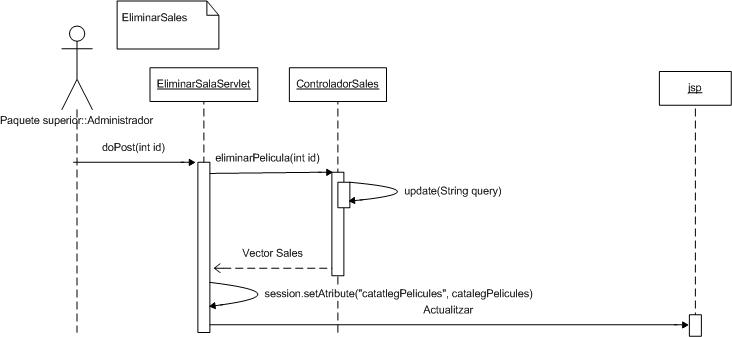 EliminarSales
EliminarSalaServlet
ControladorSales
jsp
Paquete superior::Administrador
doPost(int id)
eliminarPelicula(int id)
update(String query)
Vector Sales
session.setAtribute("catatlegPelicules", catalegPelicules)
Actualitzar